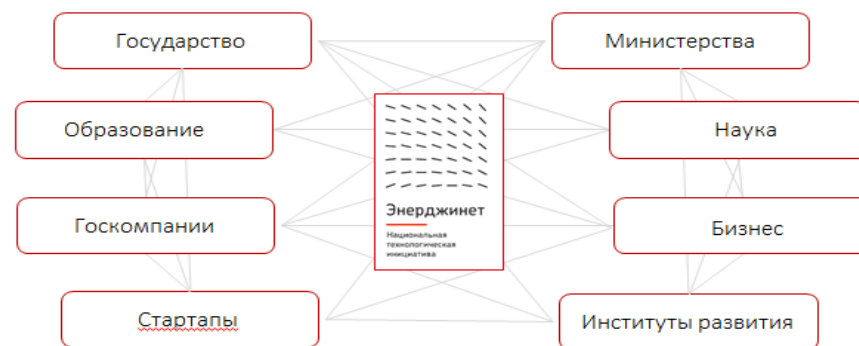 Государство
Министерства
Образование
Наука
Энерджинет
Национальная
технологическая
инициатива
Госкомпании
Бизнес
Стартапы
Институты развития